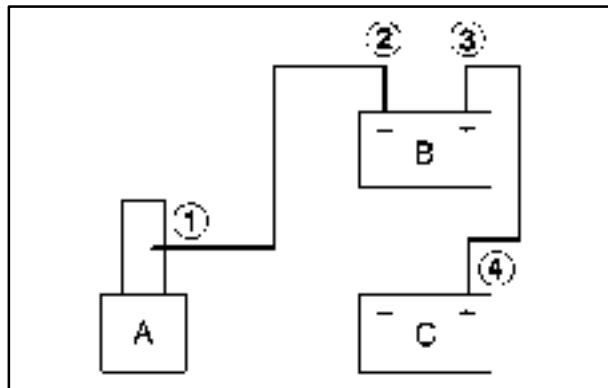 ② ③
− + 
B
①
④
− +
A C